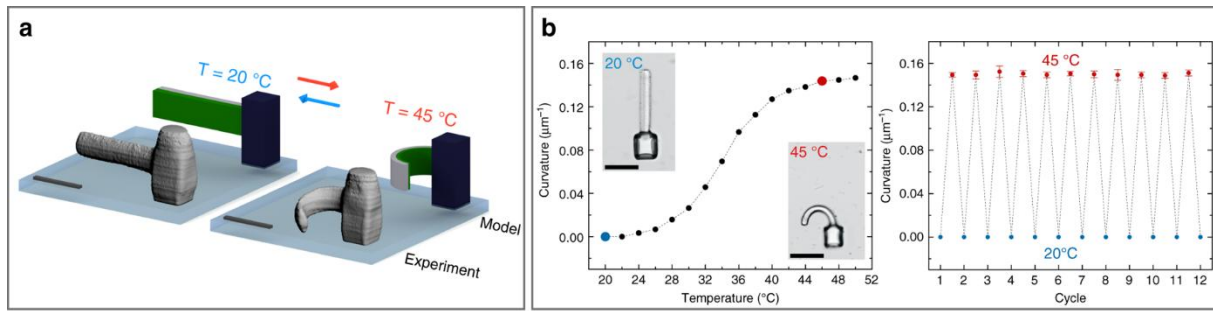 a
T = 20 °C
T = 45 °C
Model
Experiment
b
Curvature (µm⁻¹)
0.16
0.12
0.08
0.04
0.00
20 °C
45 °C
20 24 28 32 36 40 44 48 52
Temperature (°C)
Curvature (µm⁻¹)
0.16
0.12
0.08
0.04
0.00
45 °C
20°C
1 2 3 4 5 6 7 8 9 10 11 12
Cycle